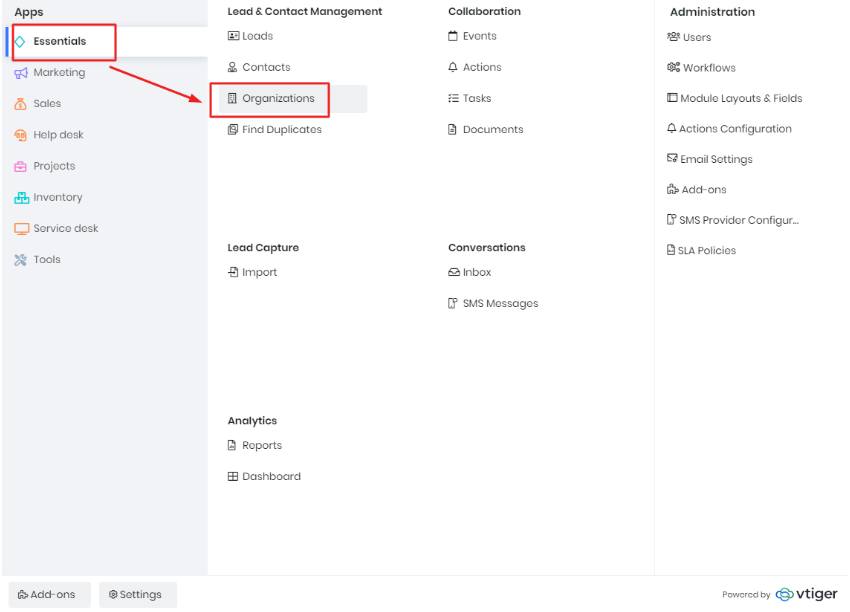 Apps
Essentials
Marketing
Sales
Help desk
Projects
Inventory
Service desk
Tools
Lead & Contact Management
Leads
Contacts
Organizations
Find Duplicates
Lead Capture
Import
Analytics
Reports
Dashboard
Collaboration
Events
Actions
Tasks
Documents
Conversations
Inbox
SMS Messages
Administration
Users
Workflows
Module Layouts & Fields
Actions Configuration
Email Settings
Add-ons
SMS Provider Configur...
SLA Policies
Add-ons
Settings
Powered by vtiger